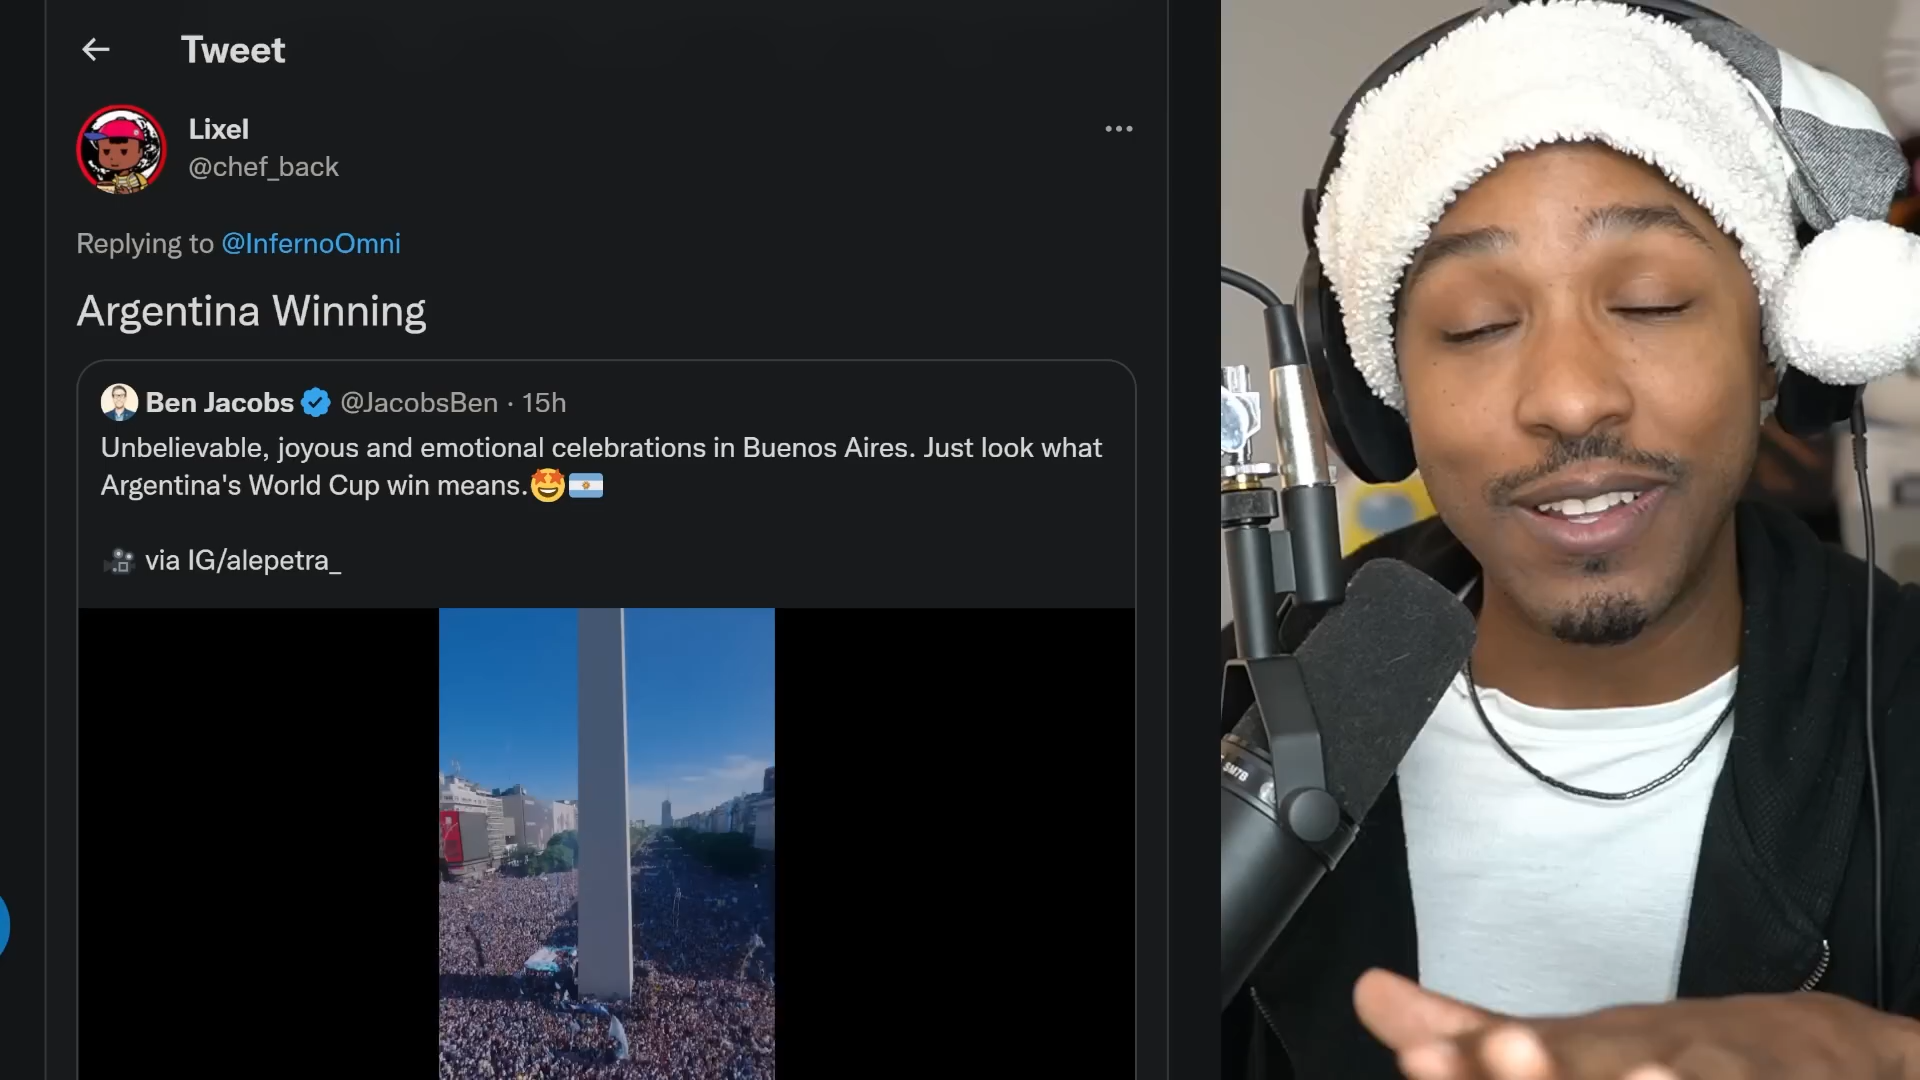 Tweet
Lixel
@chef_back
Replying to @InfernoOmni
Argentina Winning
Ben Jacobs @JacobsBen · 15h
Unbelievable, joyous and emotional celebrations in Buenos Aires. Just look what
Argentina's World Cup win means.🤩🇦🇷
🎥 via IG/alepetra_
SM7B